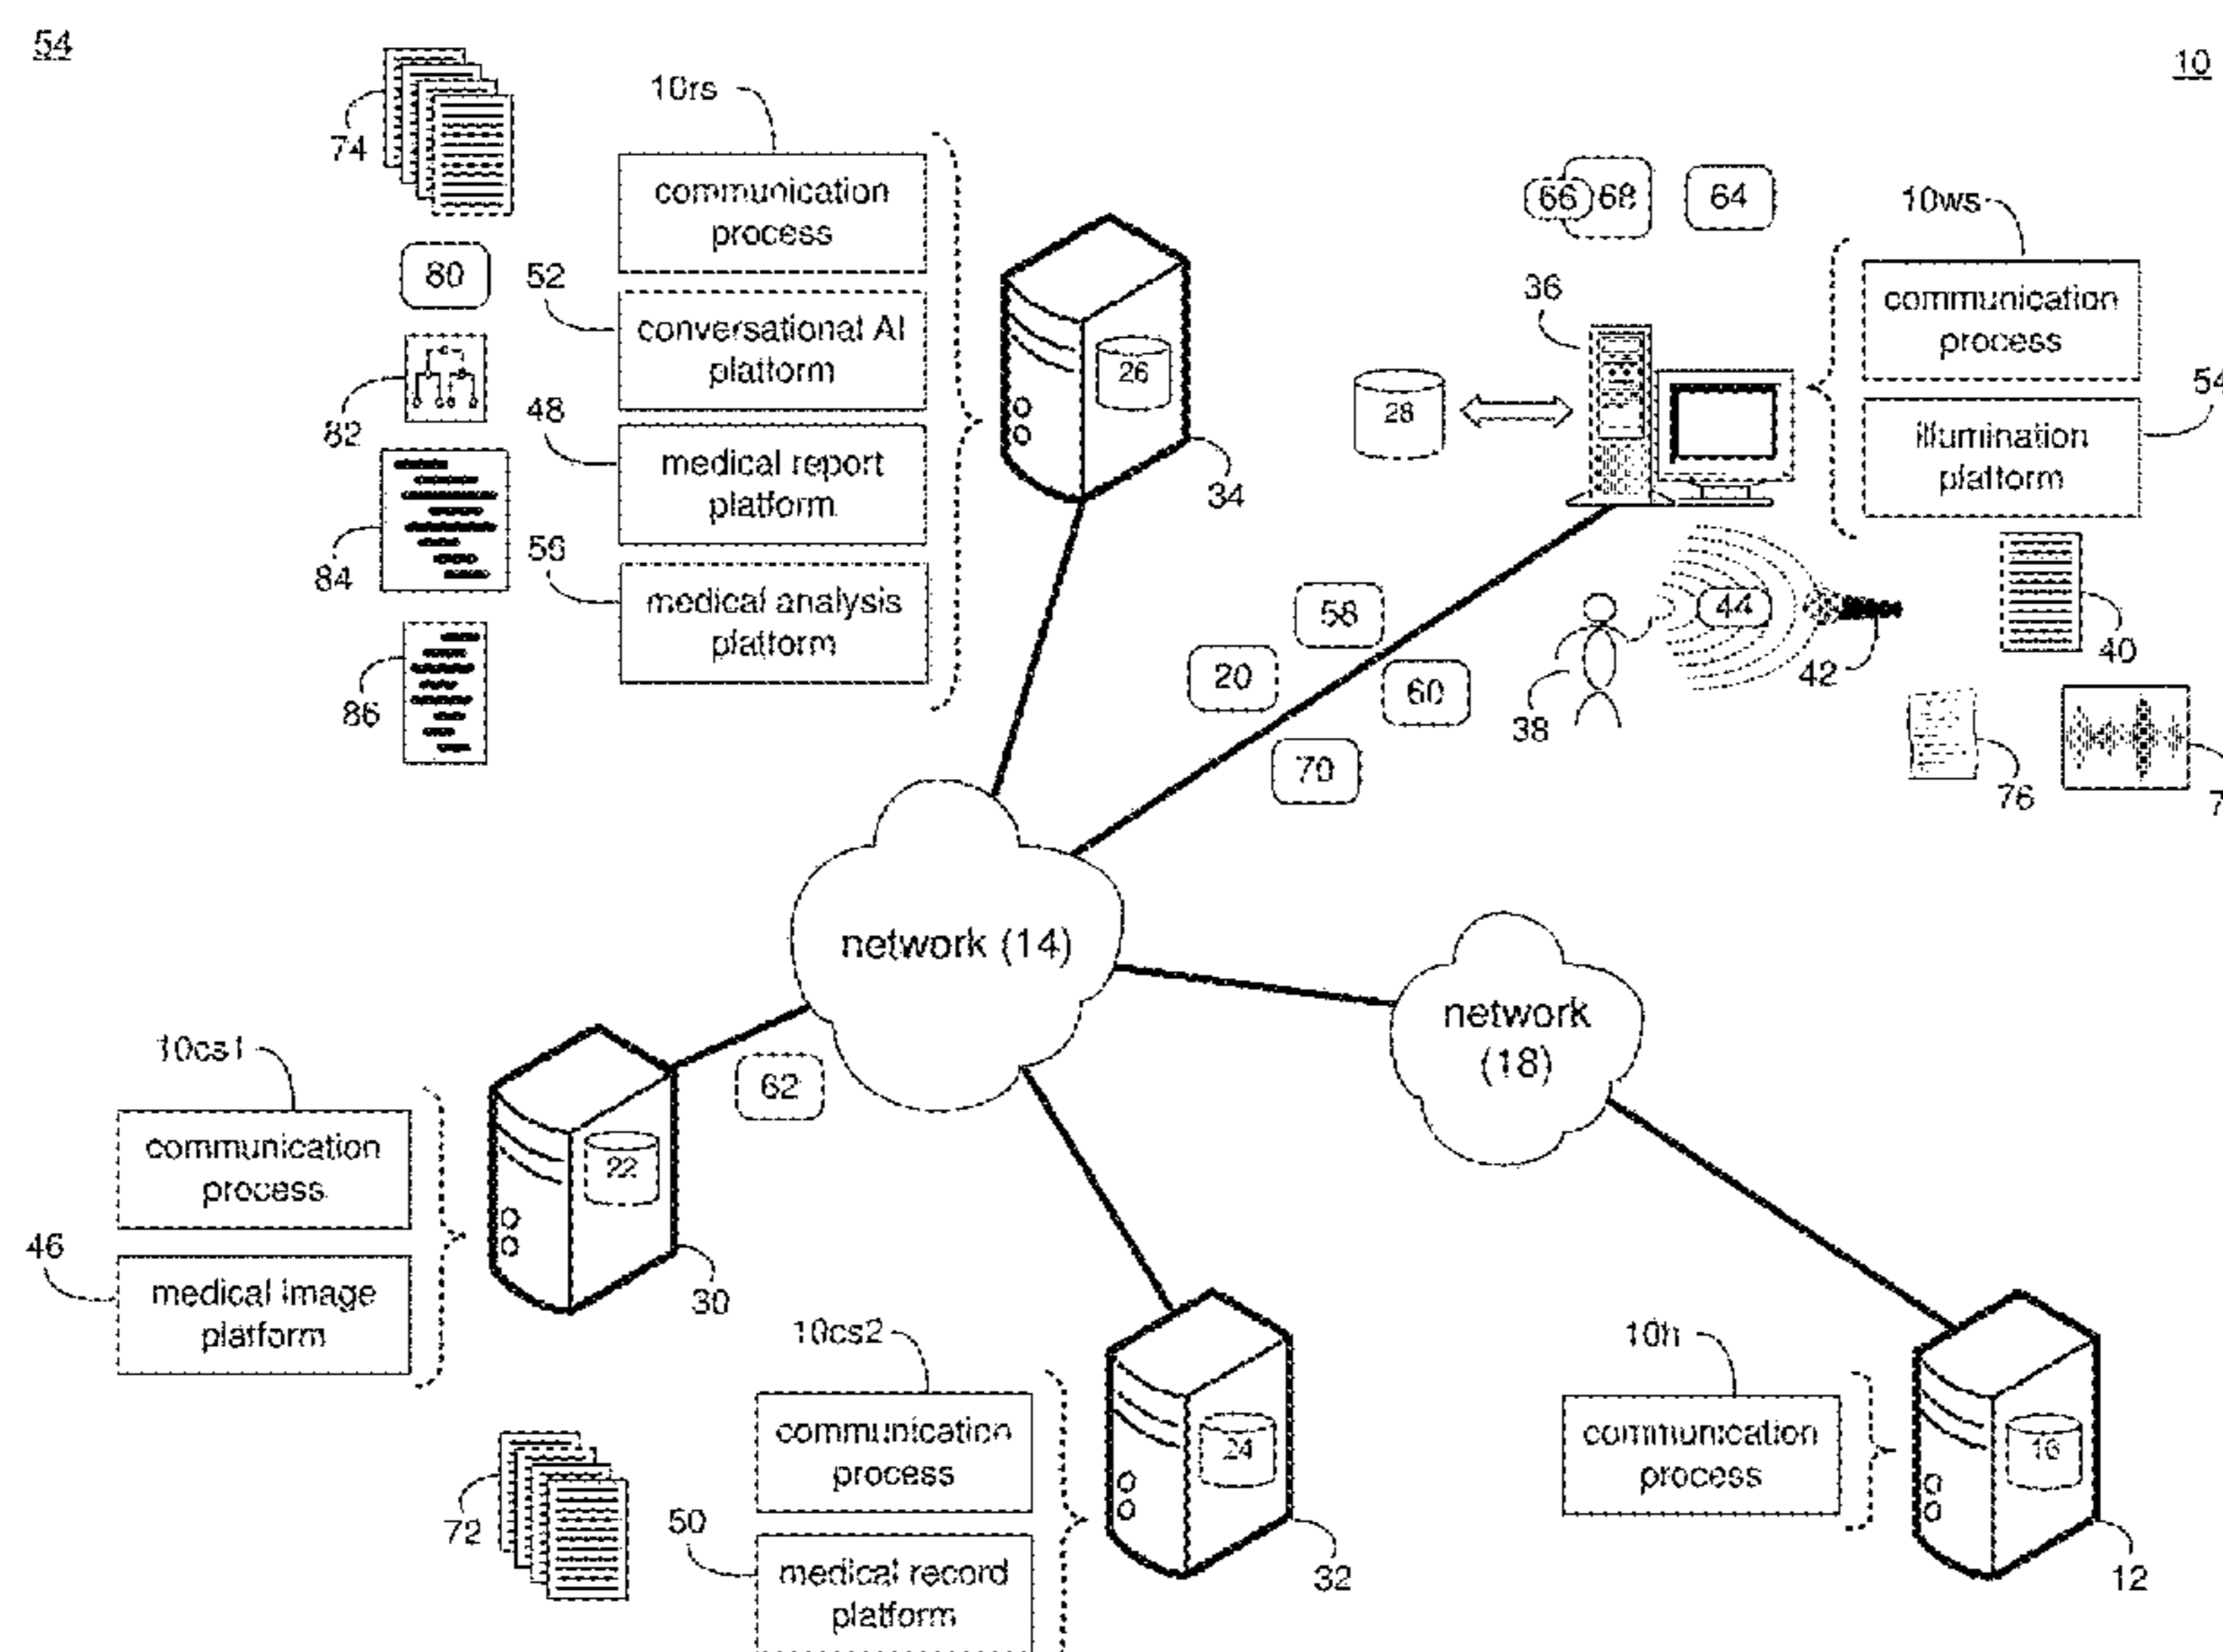 54
10
74
10rs
communication
process
80
52
conversational AI
platform
82
48
medical report
platform
84
56
medical analysis
platform
86
26
34
66
68
64
10ws
communication
process
36
54
illumination
platform
28
58
20
60
70
38
44
42
40
76
network (14)
network
(18)
10cs1
communication
process
46
medical image
platform
22
30
62
10cs2
communication
process
72
50
medical record
platform
24
32
10h
communication
process
16
12